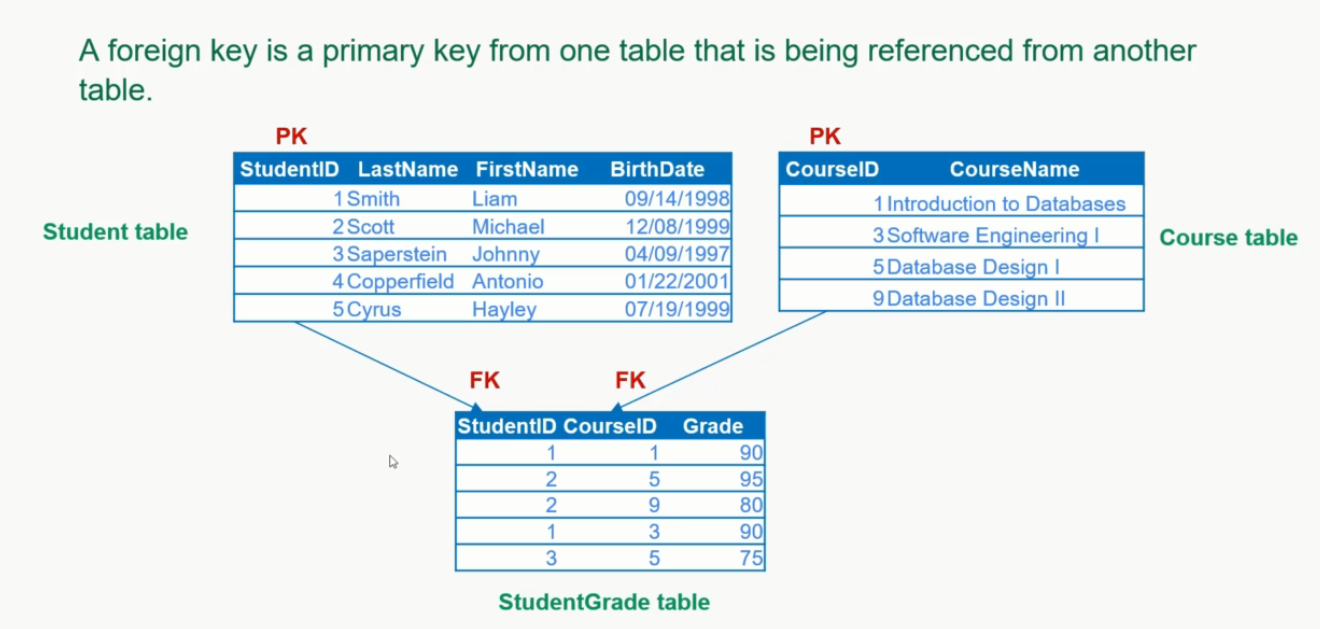 A foreign key is a primary key from one table that is being referenced from another
table.
PK
StudentID LastName FirstName BirthDate
1 Smith Liam 09/14/1998
2 Scott Michael 12/08/1999
3 Saperstein Johnny 04/09/1997
4 Copperfield Antonio 01/22/2001
5 Cyrus Hayley 07/19/1999
Student table
PK
CourseID CourseName
1 Introduction to Databases
3 Software Engineering I
5 Database Design I
9 Database Design II
Course table
FK FK
StudentID CourseID Grade
1 1 90
2 5 95
2 9 80
1 3 90
3 5 75
StudentGrade table